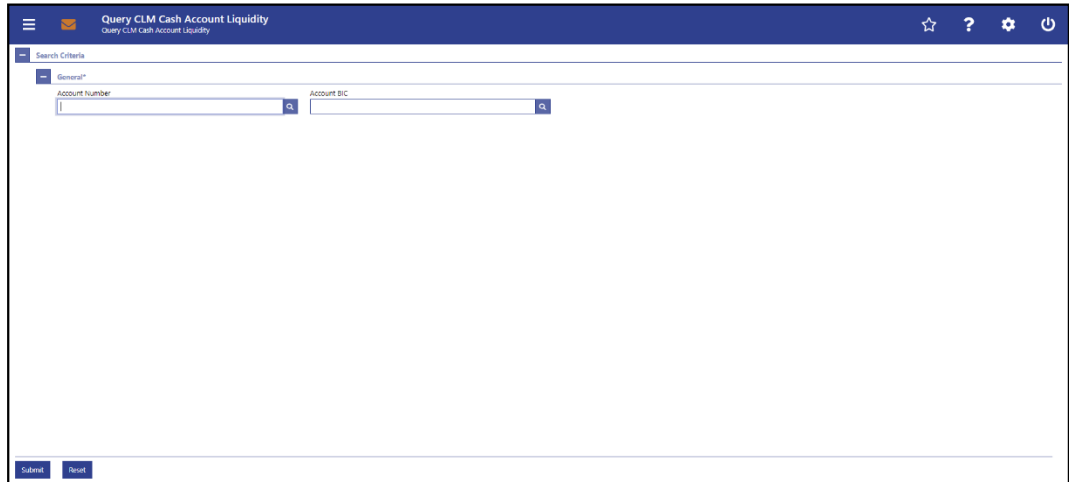 Query CLM Cash Account Liquidity
Query CLM Cash Account Liquidity
Search Criteria
General*
Account Number Account BIC
Submit Reset